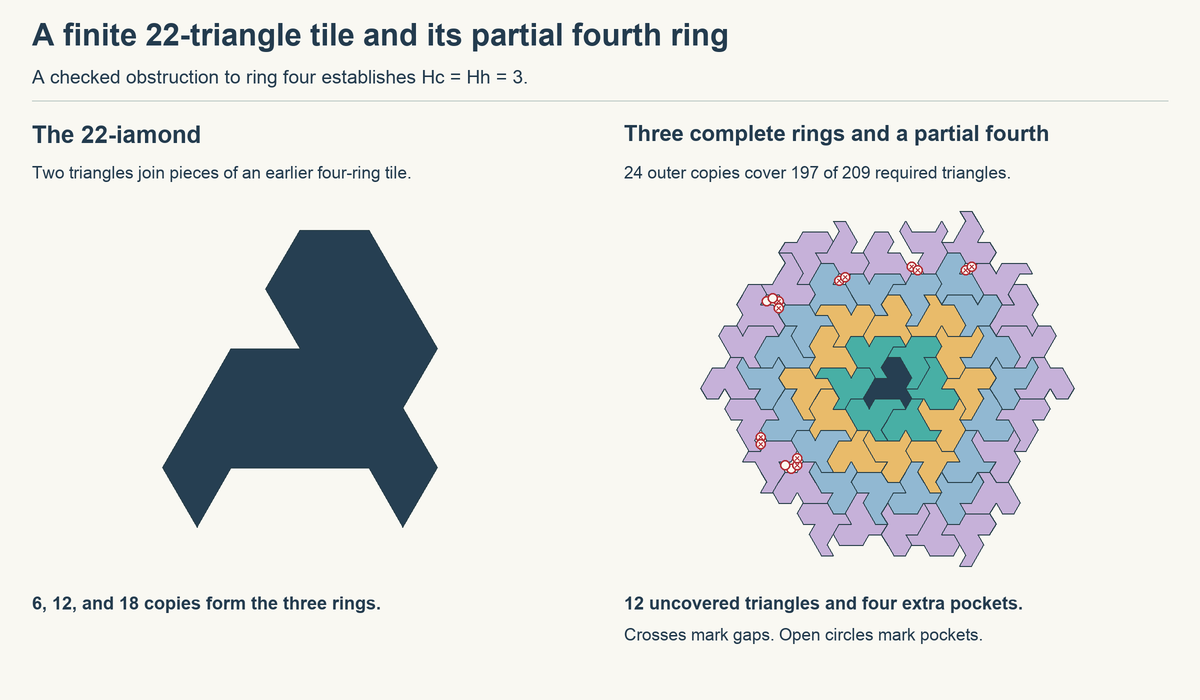 A finite 22-triangle tile and its partial fourth ring
A checked obstruction to ring four establishes Hc = Hh = 3.
The 22-iamond
Two triangles join pieces of an earlier four-ring tile.
6, 12, and 18 copies form the three rings.
Three complete rings and a partial fourth
24 outer copies cover 197 of 209 required triangles.
12 uncovered triangles and four extra pockets.
Crosses mark gaps. Open circles mark pockets.